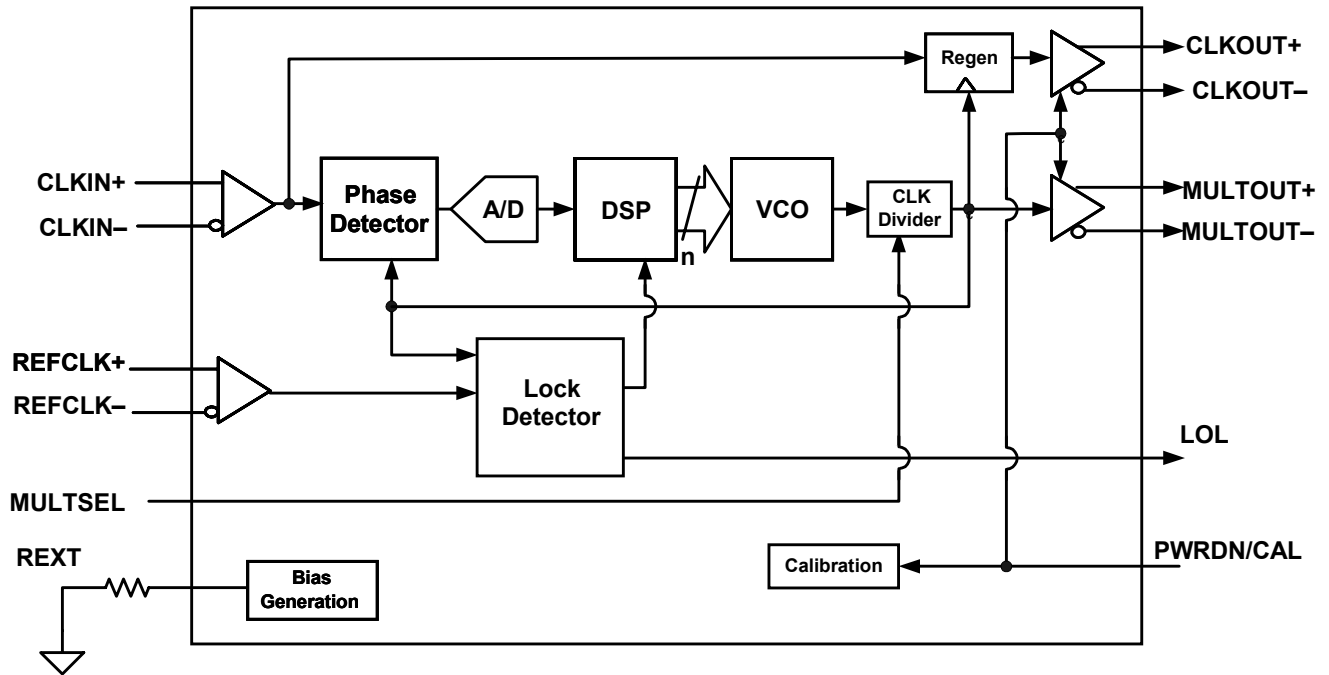 CLKOUT+
Regen
CLKOUT–
CLKIN+
CLKIN–
Phase
Detector
A/D
DSP
n
VCO
CLK
Divider
MULTOUT+
MULTOUT–
REFCLK+
REFCLK–
Lock
Detector
LOL
MULTSEL
REXT
Bias
Generation
Calibration
PWRDN/CAL